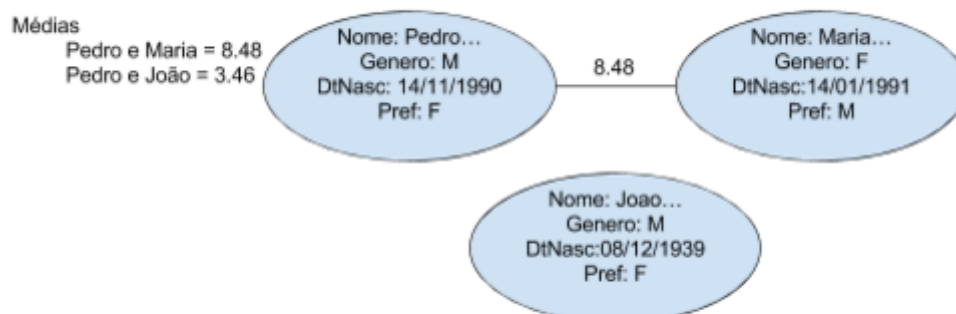 Médias
Pedro e Maria = 8.48
Pedro e João = 3.46
Nome: Pedro...
Genero: M
DtNasc: 14/11/1990
Pref: F
8.48
Nome: Maria...
Genero: F
DtNasc:14/01/1991
Pref: M
Nome: Joao...
Genero: M
DtNasc:08/12/1939
Pref: F